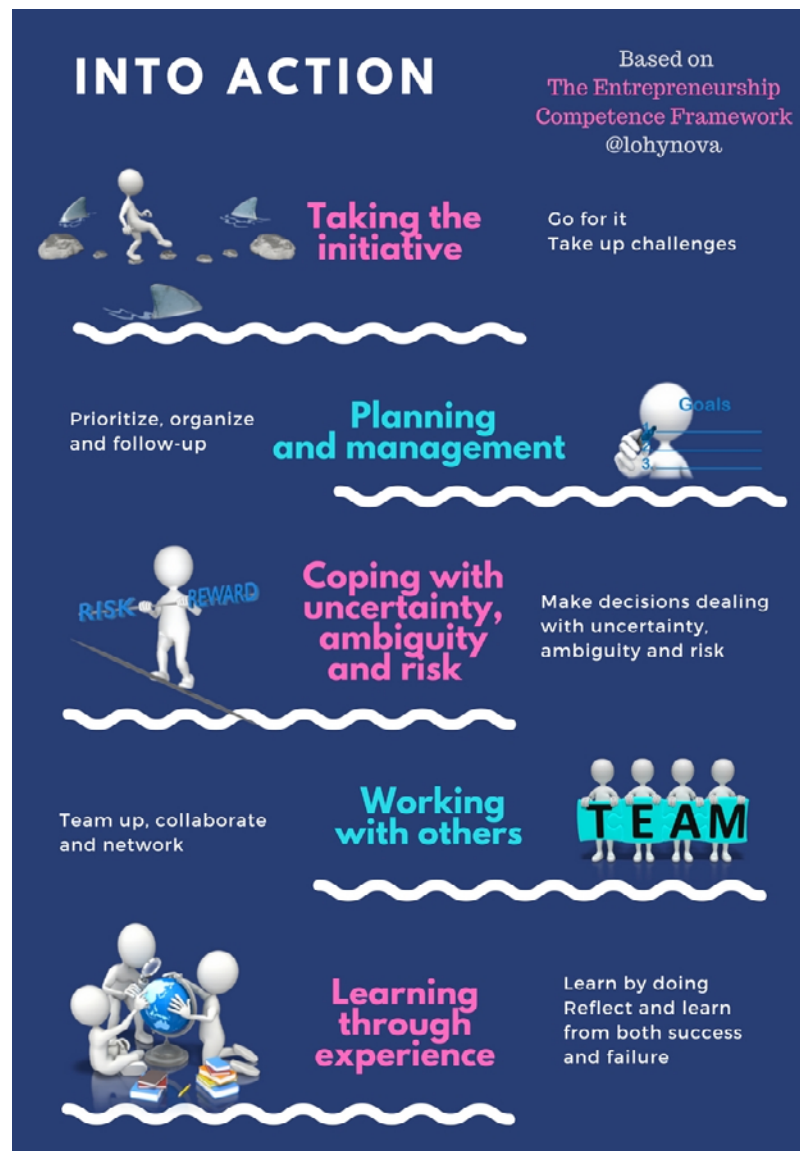 INTO ACTION
Based on
The Entrepreneurship
Competence Framework
@lohynova
Taking the
initiative
Go for it
Take up challenges
Prioritize, organize
and follow-up
Planning
and management
Goals
1.
2.
3.
RISK
REWARD
Coping with
uncertainty,
ambiguity
and risk
Make decisions dealing
with uncertainty,
ambiguity and risk
Team up, collaborate
and network
Working
with others
TEAM
Learning
through
experience
Learn by doing
Reflect and learn
from both success
and failure